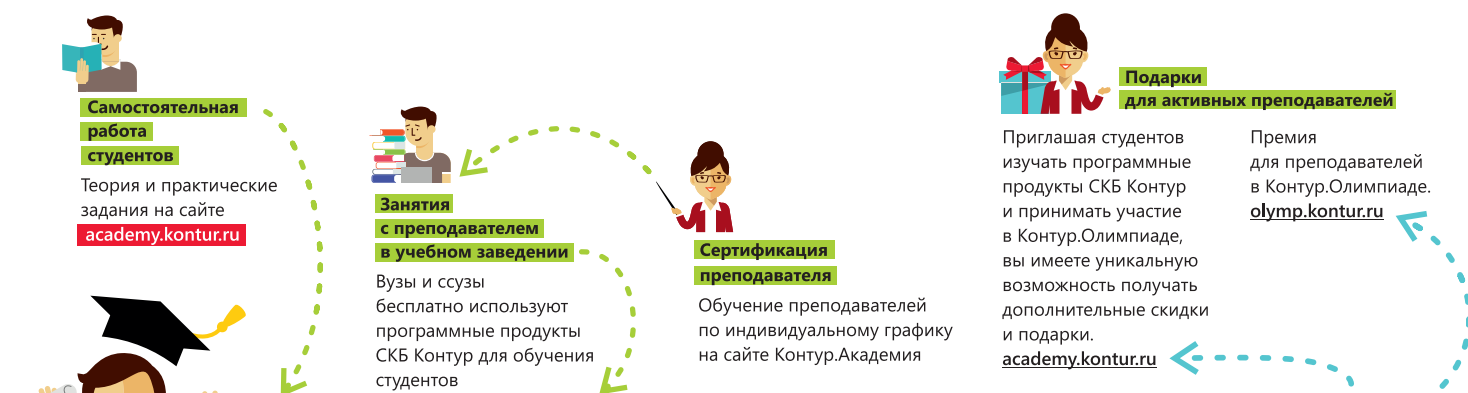 Самостоятельная
работа
студентов
Теория и практические
задания на сайте
academy.kontur.ru
Занятия
с преподавателем
в учебном заведении
Вузы и ссузы
бесплатно используют
программные продукты
СКБ Контур для обучения
студентов
Сертификация
преподавателя
Обучение преподавателей
по индивидуальному графику
на сайте Контур.Академия
Подарки
для активных преподавателей
Приглашая студентов
изучать программные
продукты СКБ Контур
и принимать участие
в Контур.Олимпиаде,
вы имеете уникальную
возможность получать
дополнительные скидки
и подарки.
academy.kontur.ru
Премия
для преподавателей
в Контур.Олимпиаде.
olymp.kontur.ru